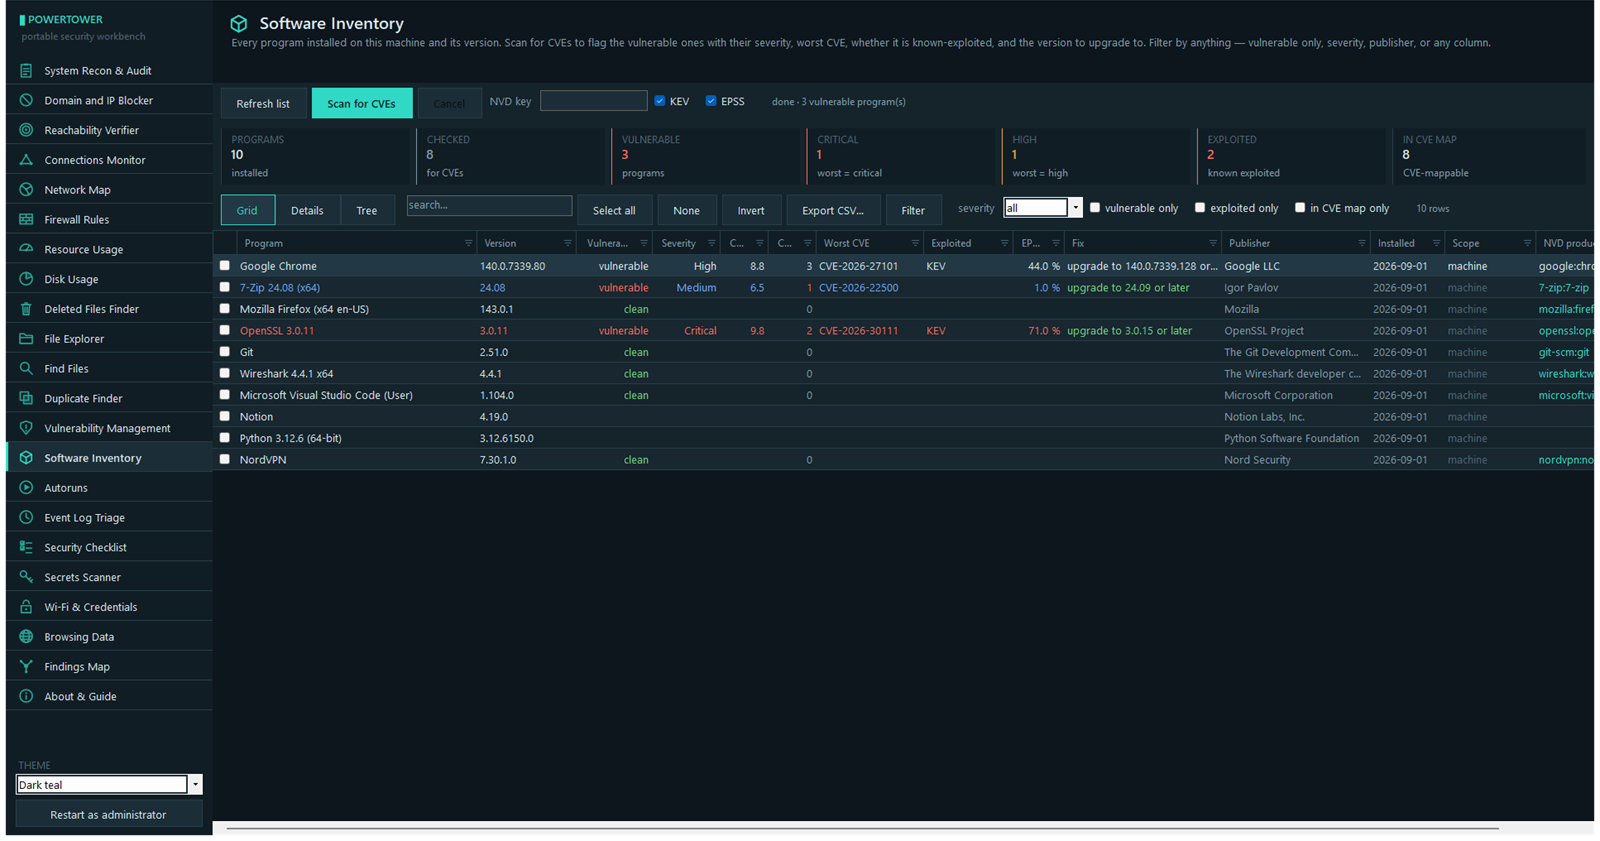 POWERTOWER
portable security workbench
System Recon & Audit
Domain and IP Blocker
Reachability Verifier
Connections Monitor
Network Map
Firewall Rules
Resource Usage
Disk Usage
Deleted Files Finder
File Explorer
Find Files
Duplicate Finder
Vulnerability Management
Software Inventory
Autoruns
Event Log Triage
Security Checklist
Secrets Scanner
Wi-Fi & Credentials
Browsing Data
Findings Map
About & Guide
THEME
Dark teal
Restart as administrator
Software Inventory
Every program installed on this machine and its version. Scan for CVEs to flag the vulnerable ones with their severity, worst CVE, whether it is known-exploited, and the version to upgrade to. Filter by anything — vulnerable only, severity, publisher, or any column.
Refresh list Scan for CVEs Cancel NVD key KEV EPSS done · 3 vulnerable program(s)
PROGRAMS CHECKED VULNERABLE CRITICAL HIGH EXPLOITED IN CVE MAP
10 8 3 1 1 2 8
installed for CVEs programs worst = critical worst = high known exploited CVE-mappable
Grid Details Tree search... Select all None Invert Export CSV... Filter severity all vulnerable only exploited only in CVE map only 10 rows
Program Version Vulnera... Severity C... C... Worst CVE Exploited EP... Fix Publisher Installed Scope NVD produ
Google Chrome 140.0.7339.80 vulnerable High 8.8 3 CVE-2026-27101 KEV 44.0 % upgrade to 140.0.7339.128 or... Google LLC 2026-09-01 machine google:chr
7-Zip 24.08 (x64) 24.08 vulnerable Medium 6.5 1 CVE-2026-22500 1.0 % upgrade to 24.09 or later Igor Pavlov 2026-09-01 machine 7-zip:7-zip
Mozilla Firefox (x64 en-US) 143.0.1 clean 0 Mozilla 2026-09-01 machine mozilla:firef
OpenSSL 3.0.11 3.0.11 vulnerable Critical 9.8 2 CVE-2026-30111 KEV 71.0 % upgrade to 3.0.15 or later OpenSSL Project 2026-09-01 machine openssl:ope
Git 2.51.0 clean 0 The Git Development Com... 2026-09-01 machine git-scm:git
Wireshark 4.4.1 x64 4.4.1 clean 0 The Wireshark developer c... 2026-09-01 machine wireshark:w
Microsoft Visual Studio Code (User) 1.104.0 clean 0 Microsoft Corporation 2026-09-01 machine microsoft:vi
Notion 4.19.0 Notion Labs, Inc. 2026-09-01 machine
Python 3.12.6 (64-bit) 3.12.6150.0 Python Software Foundation 2026-09-01 machine
NordVPN 7.30.1.0 clean 0 Nord Security 2026-09-01 machine nordvpn:no